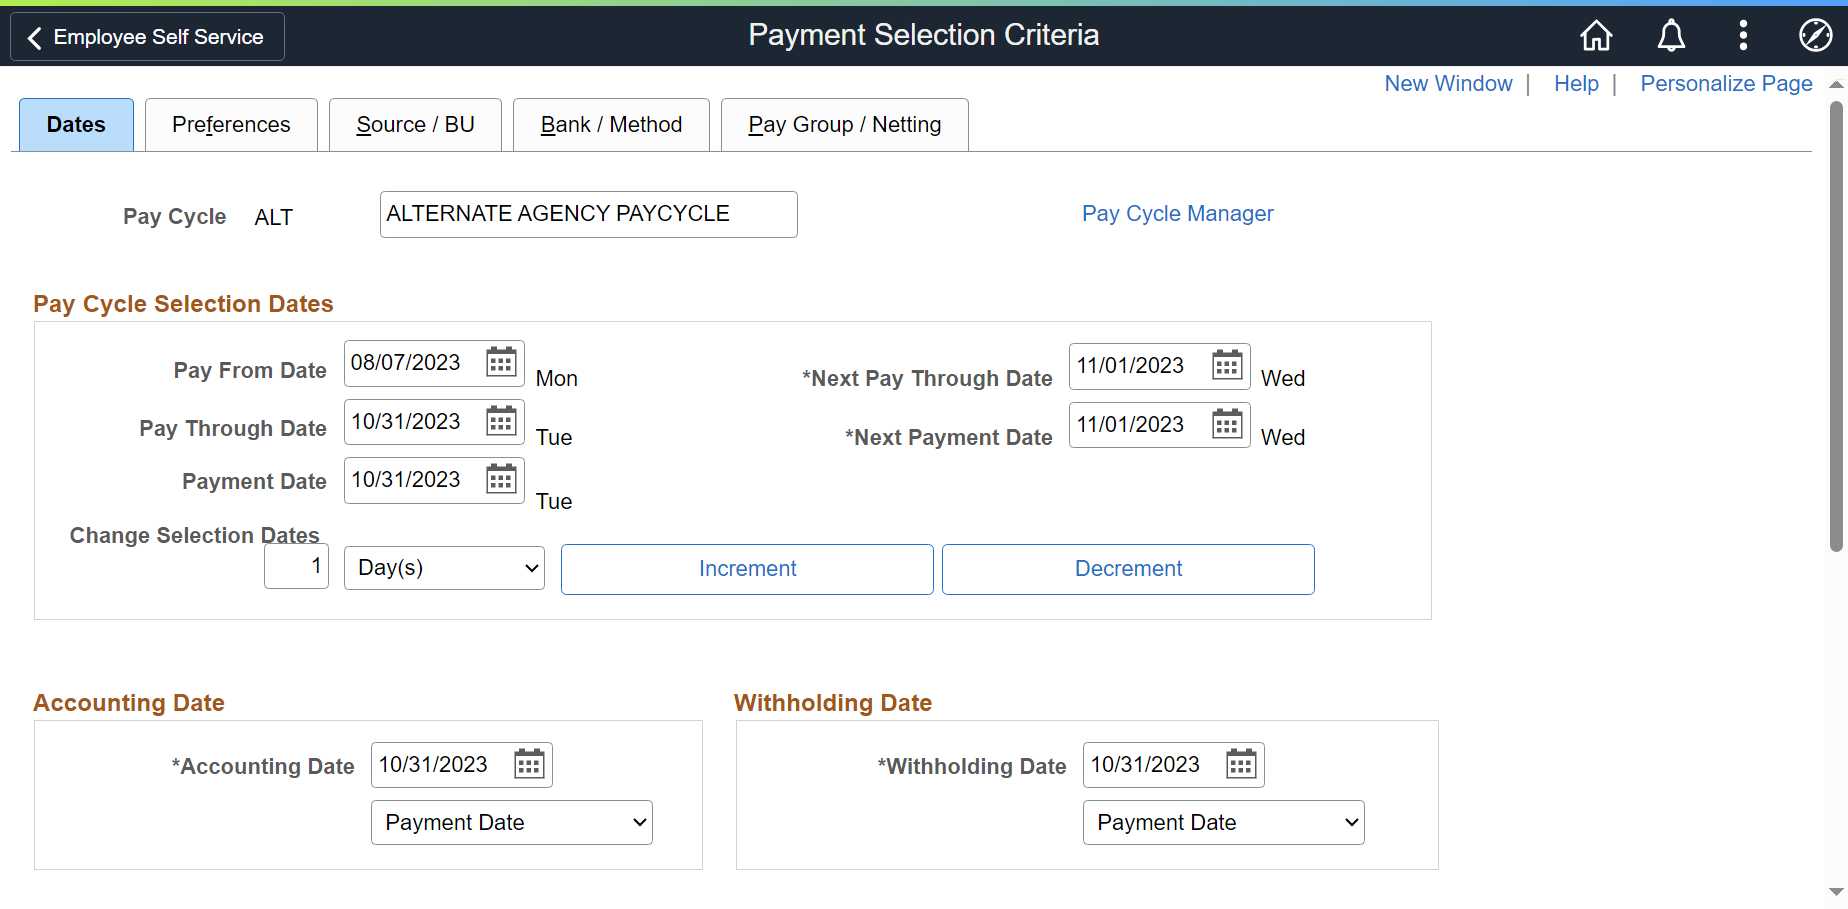 Employee Self Service
Payment Selection Criteria
New Window | Help | Personalize Page
Dates Preferences Source / BU Bank / Method Pay Group / Netting
Pay Cycle ALT ALTERNATE AGENCY PAYCYCLE Pay Cycle Manager
Pay Cycle Selection Dates
Pay From Date 08/07/2023 Mon *Next Pay Through Date 11/01/2023 Wed
Pay Through Date 10/31/2023 Tue *Next Payment Date 11/01/2023 Wed
Payment Date 10/31/2023 Tue
Change Selection Dates
1 Day(s) Increment Decrement
Accounting Date Withholding Date
*Accounting Date 10/31/2023 *Withholding Date 10/31/2023
Payment Date Payment Date